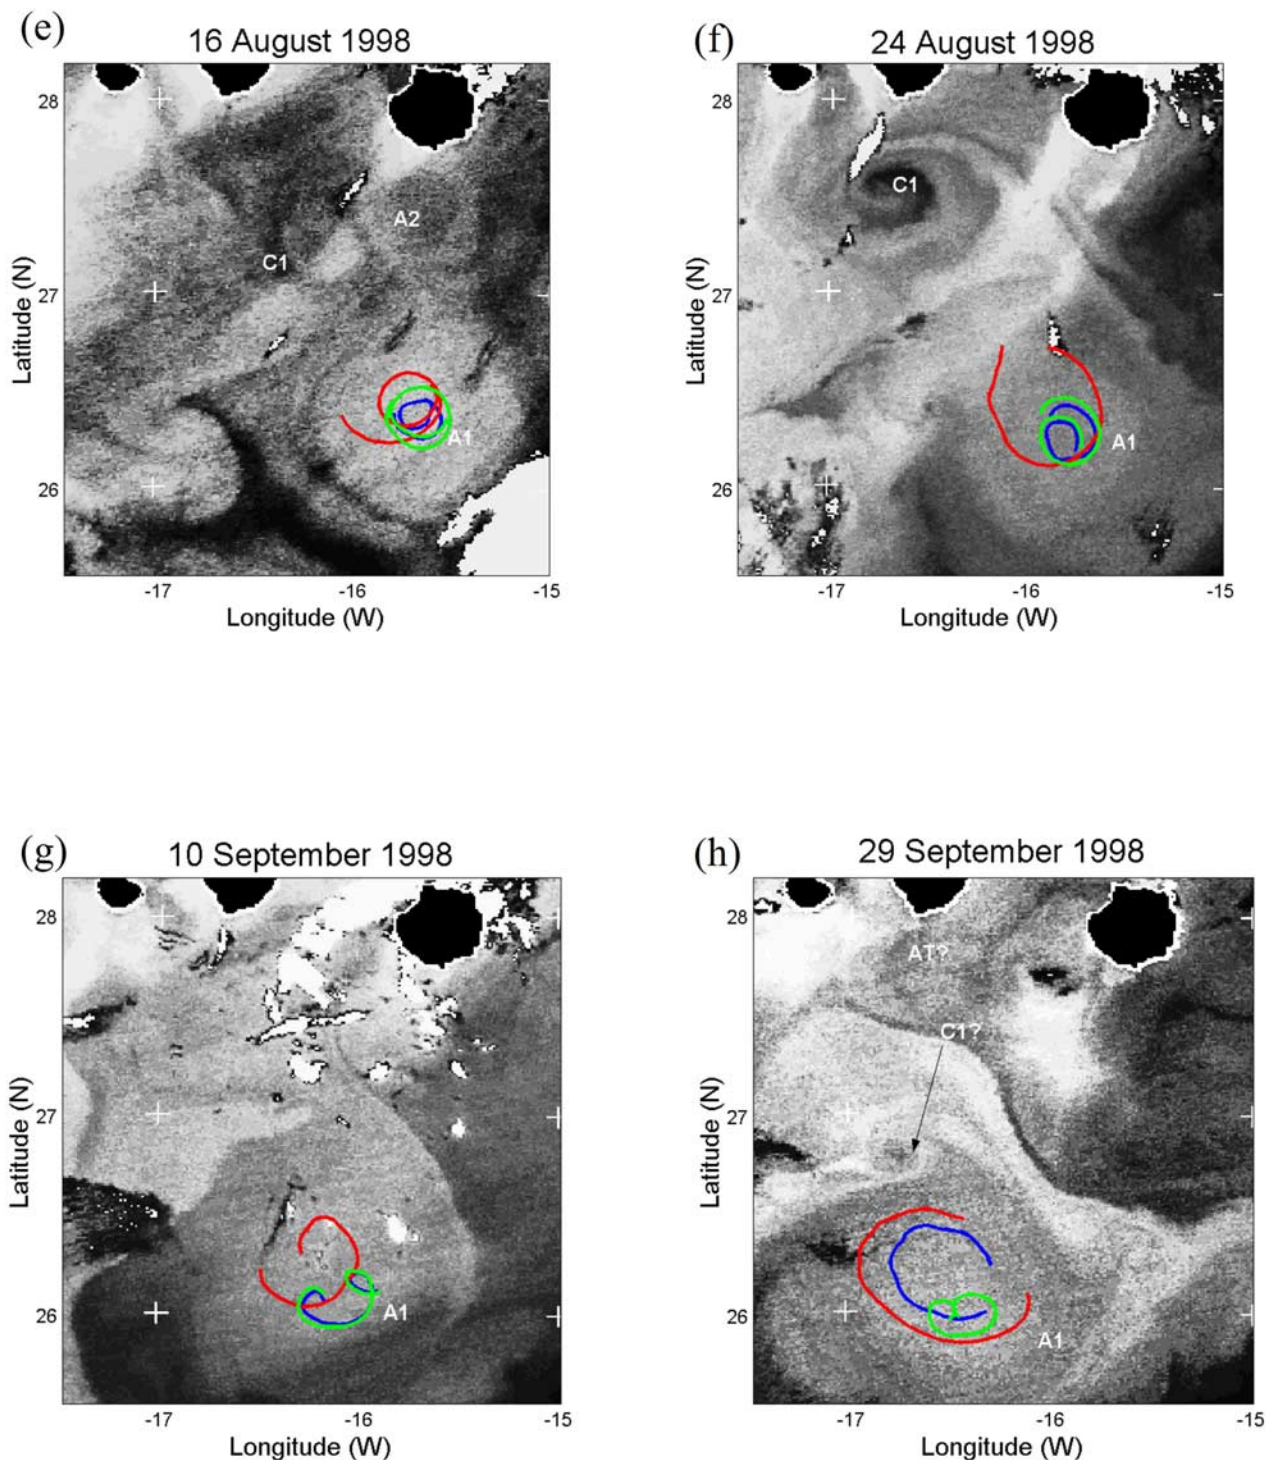 (e)
16 August 1998
28
27
26
A2
C1
A1
Latitude (N)
-17 -16 -15
Longitude (W)
(f)
24 August 1998
28
27
26
C1
A1
Latitude (N)
-17 -16 -15
Longitude (W)
(g)
10 September 1998
28
27
26
A1
Latitude (N)
-17 -16 -15
Longitude (W)
(h)
29 September 1998
28
27
26
AT?
C1?
A1
Latitude (N)
-17 -16 -15
Longitude (W)